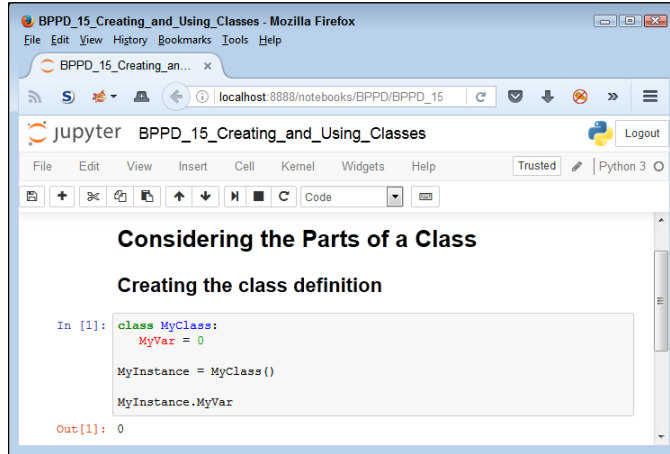 BPPD_15_Creating_and_Using_Classes - Mozilla Firefox
File Edit View History Bookmarks Tools Help
BPPD_15_Creating_an... ×
S) localhost:8888/notebooks/BPPD/BPPD_15
jupyter BPPD_15_Creating_and_Using_Classes Logout
File Edit View Insert Cell Kernel Widgets Help Trusted Python 3
Code
Considering the Parts of a Class
Creating the class definition
In [1]: class MyClass:
MyVar = 0
MyInstance = MyClass()
MyInstance.MyVar
Out[1]: 0